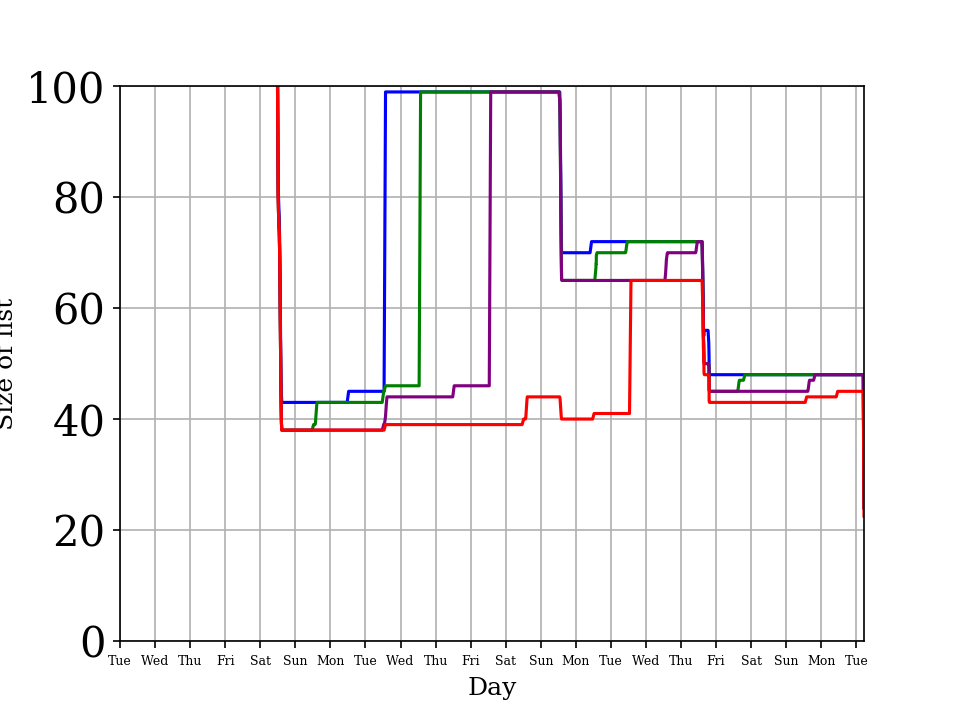 100
80
60
40
20
0
Size of list
Tue Wed Thu Fri Sat Sun Mon Tue Wed Thu Fri Sat Sun Mon Tue Wed Thu Fri Sat Sun Mon Tue
Day